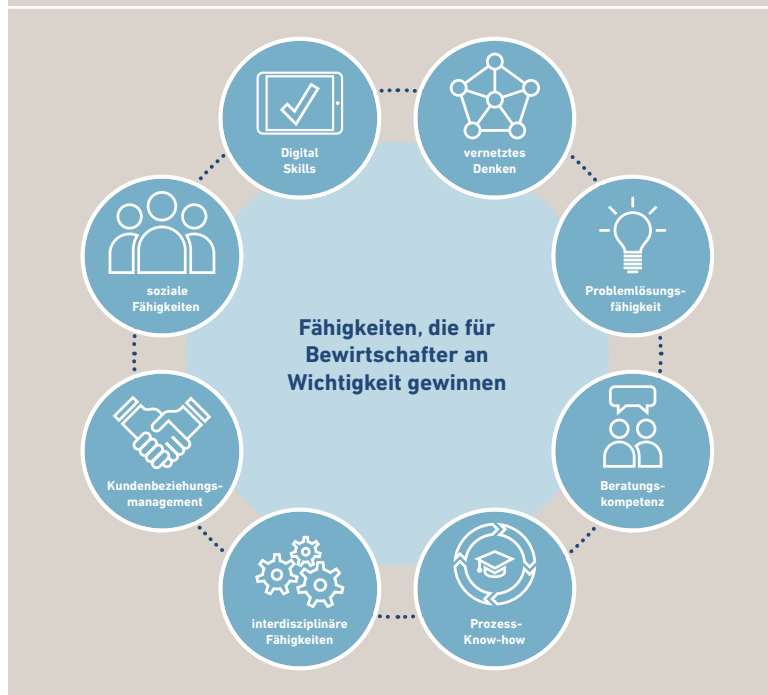 Digital
Skills
vernetztes
Denken
soziale
Fähigkeiten
Problemlösungs-
fähigkeit
Fähigkeiten, die für
Bewirtschafter an
Wichtigkeit gewinnen
Kundenbeziehungs-
management
Beratungs-
kompetenz
interdisziplinäre
Fähigkeiten
Prozess-
Know-how